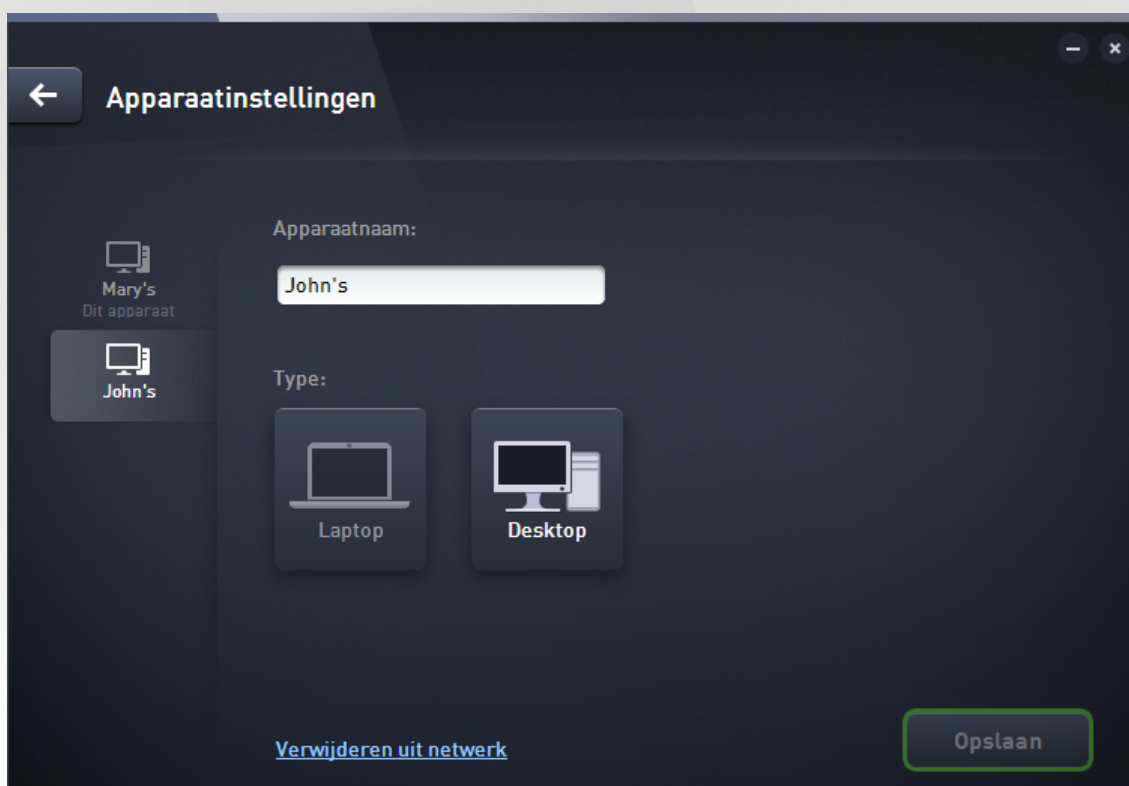 Apparaatinstellingen
Mary's
Dit apparaat
John's
Apparaatnaam:
John's
Type:
Laptop
Desktop
Verwijderen uit netwerk
Opslaan